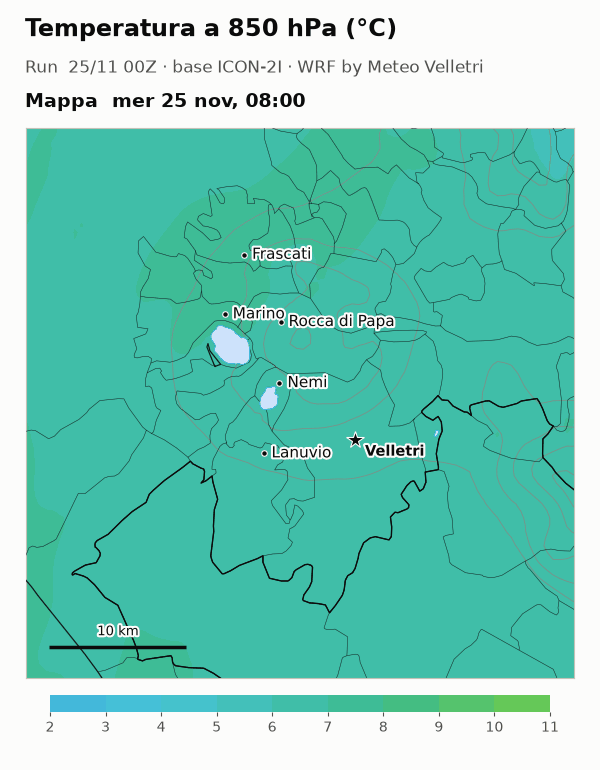 Temperatura a 850 hPa (°C)
Run  25/11 00Z · base ICON-2I · WRF by Meteo Velletri
Mappa  mer 25 nov, 08:00
Frascati
Marino
Rocca di Papa
Nemi
Velletri
Lanuvio
10 km
2 3 4 5 6 7 8 9 10 11